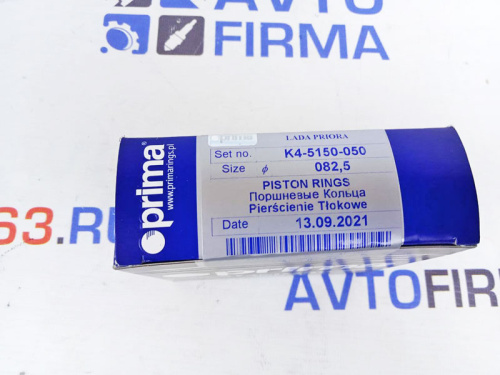 AVTO
FIRMA
LADA PRIORA
Set no. K4-5150-050
Size ø 082,5
PISTON RINGS
Поршневые Кольца
Pierścienie Tłokowe
Date 13.09.2021
prima
www.primarings.pl
63.RU
AVTOFIRM